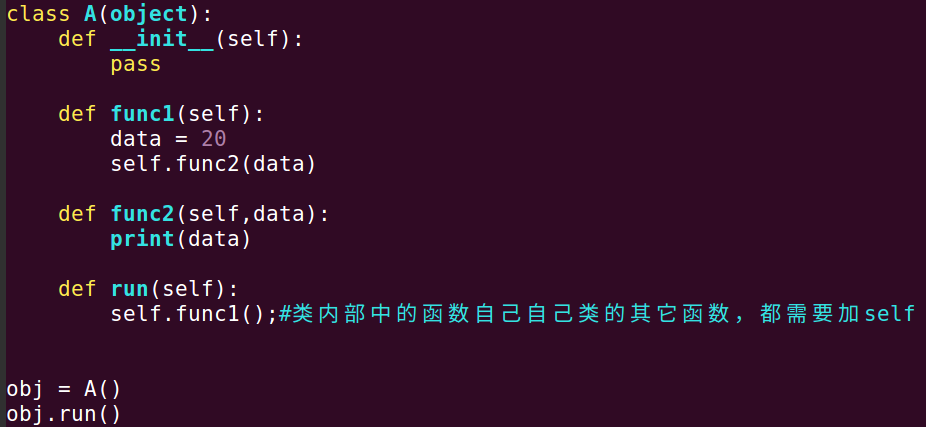 class A(object):
    def __init__(self):
        pass

    def func1(self):
        data = 20
        self.func2(data)

    def func2(self,data):
        print(data)

    def run(self):
        self.func1();#类内部中的函数自己自己类的其它函数，都需要加self


obj = A()
obj.run()